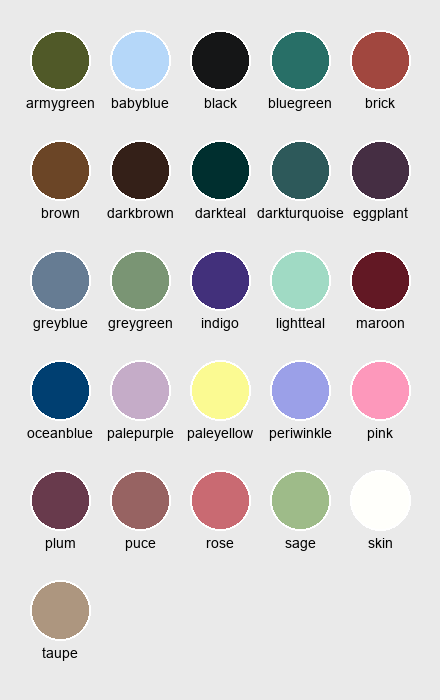 armygreen babyblue black bluegreen brick
brown darkbrown darkteal darkturquoise eggplant
greyblue greygreen indigo lightteal maroon
oceanblue palepurple paleyellow periwinkle pink
plum puce rose sage skin
taupe